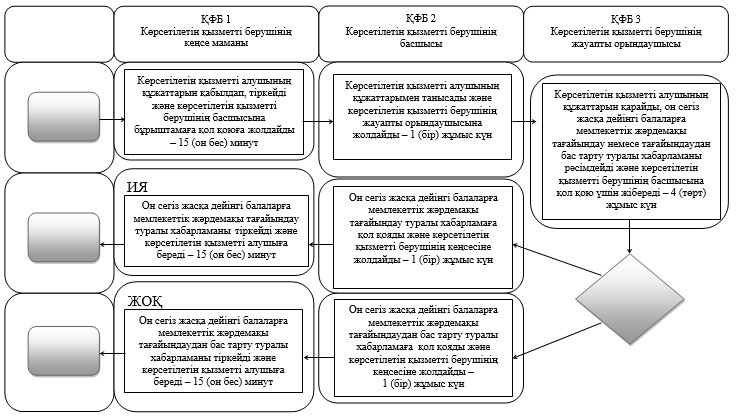 ҚФБ 1
Көрсетілетін қызметті берушінің
кеңсе маманы
ҚФБ 2
Көрсетілетін қызметті берушінің
басшысы
ҚФБ 3
Көрсетілетін қызметті берушінің
жауапты орындаушысы
Көрсетілетін қызметті алушының
құжаттарын қабылдап, тіркейді
және көрсетілетін қызметті
берушінің басшысына
бұрыштамаға қол қоюға жолдайды
– 15 (он бес) минут
Көрсетілетін қызметті алушының
құжаттарымен танысады және
көрсетілетін қызметті берушінің
жауапты орындаушысына
жолдайды – 1 (бір) жұмыс күн
Көрсетілетін қызметті алушының
құжаттарын қарайды, он сегіз
жасқа дейінгі балаларға
мемлекеттік жәрдемақы
тағайындау немесе тағайындаудан
бас тарту туралы хабарламаны
рәсімдейді және көрсетілетін
қызметті берушінің басшысына
қол қою үшін жібереді – 4 (төрт)
жұмыс күн
ИЯ
Он сегіз жасқа дейінгі балаларға
мемлекеттік жәрдемақы тағайындау
туралы хабарламаны тіркейді және
көрсетілетін қызметті алушыға
береді – 15 (он бес) минут
Он сегіз жасқа дейінгі балаларға
мемлекеттік жәрдемақы
тағайындау туралы хабарламаға
қол қояды және көрсетілетін
қызметті берушінің кеңсесіне
жолдайды – 1 (бір) жұмыс күн
ЖОҚ
Он сегіз жасқа дейінгі балаларға
мемлекеттік жәрдемақы
тағайындаудан бас тарту туралы
хабарламаны тіркейді және
көрсетілетін қызметті алушыға
береді – 15 (он бес) минут
Он сегіз жасқа дейінгі балаларға
мемлекеттік жәрдемақы
тағайындаудан бас тарту туралы
хабарламаға қол қояды және
көрсетілетін қызметті берушінің
кеңсесіне жолдайды –
1 (бір) жұмыс күн